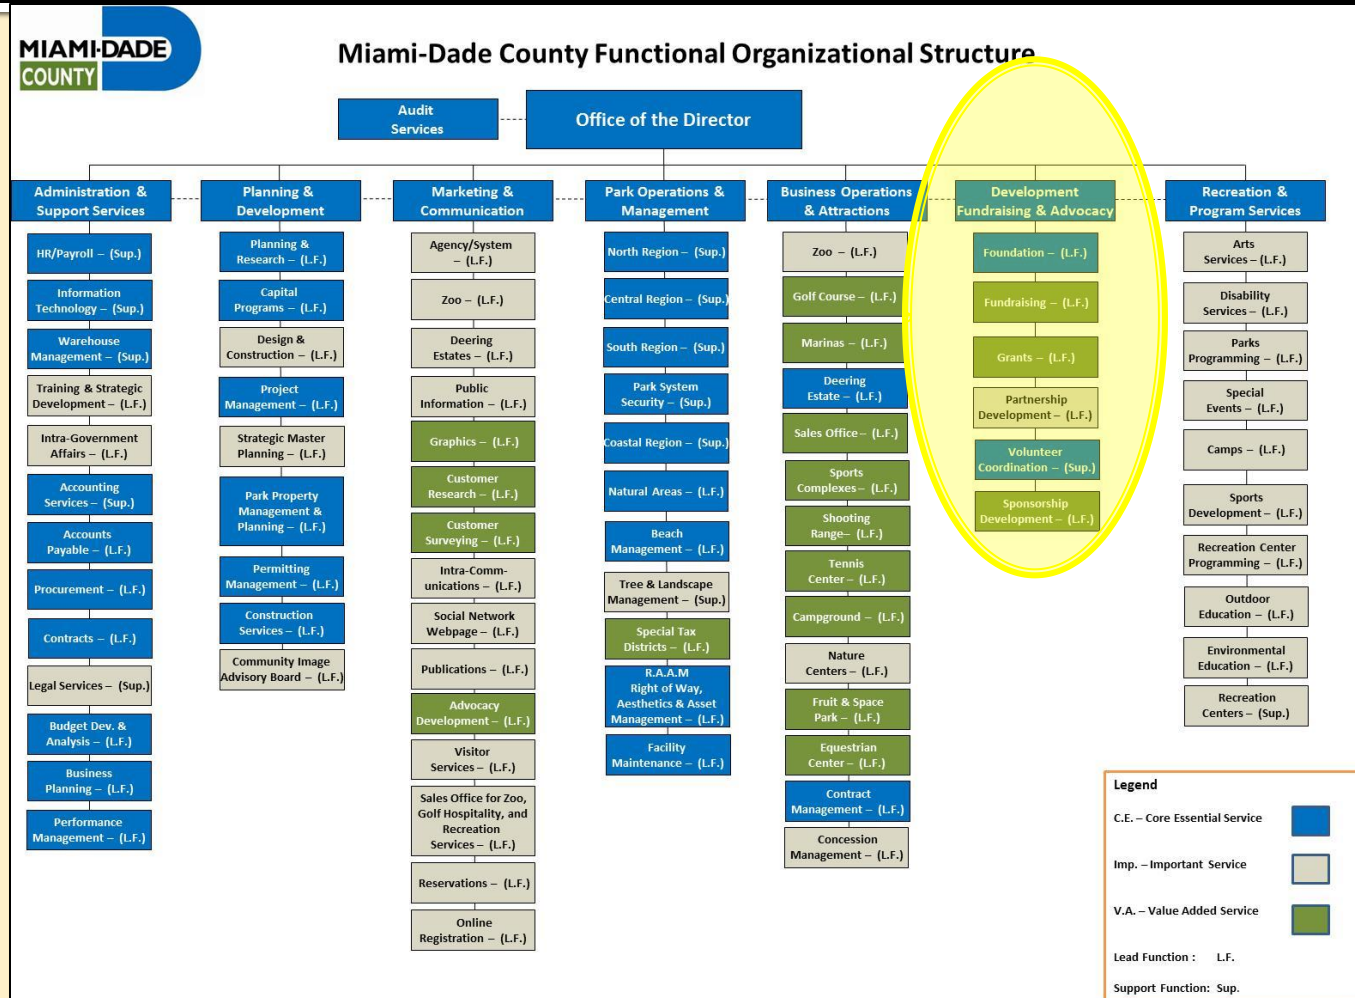 MIAMI-DADE
COUNTY
Miami-Dade County Functional Organizational Structure
Audit
Services
Office of the Director
Administration &
Support Services
HR/Payroll – (Sup.)
Information
Technology – (Sup.)
Warehouse
Management – (Sup.)
Training & Strategic
Development – (L.F.)
Intra-Government
Affairs – (L.F.)
Accounting
Services – (Sup.)
Accounts
Payable – (L.F.)
Procurement – (L.F.)
Contracts – (L.F.)
Legal Services – (Sup.)
Budget Dev. &
Analysis – (L.F.)
Business
Planning – (L.F.)
Performance
Management – (L.F.)
Planning &
Development
Planning &
Research – (L.F.)
Capital
Programs – (L.F.)
Design &
Construction – (L.F.)
Project
Management – (L.F.)
Strategic Master
Planning – (L.F.)
Park Property
Management &
Planning – (L.F.)
Permitting
Management – (L.F.)
Construction
Services – (L.F.)
Community Image
Advisory Board – (L.F.)
Marketing &
Communication
Agency/System
– (L.F.)
Zoo – (L.F.)
Deering
Estates – (L.F.)
Public
Information – (L.F.)
Graphics – (L.F.)
Customer
Research – (L.F.)
Customer
Surveying – (L.F.)
Intra-Comm-
unications – (L.F.)
Social Network
Webpage – (L.F.)
Publications – (L.F.)
Advocacy
Development – (L.F.)
Visitor
Services – (L.F.)
Sales Office for Zoo,
Golf Hospitality, and
Recreation
Services – (L.F.)
Reservations – (L.F.)
Online
Registration – (L.F.)
Park Operations &
Management
North Region – (Sup.)
Central Region – (Sup.)
South Region – (Sup.)
Park System
Security – (Sup.)
Coastal Region – (Sup.)
Natural Areas – (L.F.)
Beach
Management – (L.F.)
Tree & Landscape
Management – (Sup.)
Special Tax
Districts – (L.F.)
R.A.A.M
Right of Way,
Aesthetics & Asset
Management – (L.F.)
Facility
Maintenance – (L.F.)
Business Operations
& Attractions
Zoo – (L.F.)
Golf Course – (L.F.)
Marinas – (L.F.)
Deering
Estate – (L.F.)
Sales Office – (L.F.)
Sports
Complexes – (L.F.)
Shooting
Range– (L.F.)
Tennis
Center – (L.F.)
Campground – (L.F.)
Nature
Centers – (L.F.)
Fruit & Space
Park – (L.F.)
Equestrian
Center – (L.F.)
Contract
Management – (L.F.)
Concession
Management – (L.F.)
Development
Fundraising & Advocacy
Foundation – (L.F.)
Fundraising – (L.F.)
Grants – (L.F.)
Partnership
Development – (L.F.)
Volunteer
Coordination – (Sup.)
Sponsorship
Development – (L.F.)
Recreation &
Program Services
Arts
Services – (L.F.)
Disability
Services – (L.F.)
Parks
Programming – (L.F.)
Special
Events – (L.F.)
Camps – (L.F.)
Sports
Development – (L.F.)
Recreation Center
Programming – (L.F.)
Outdoor
Education – (L.F.)
Environmental
Education – (L.F.)
Recreation
Centers – (Sup.)
Legend
C.E. – Core Essential Service
Imp. – Important Service
V.A. – Value Added Service
Lead Function : L.F.
Support Function: Sup.